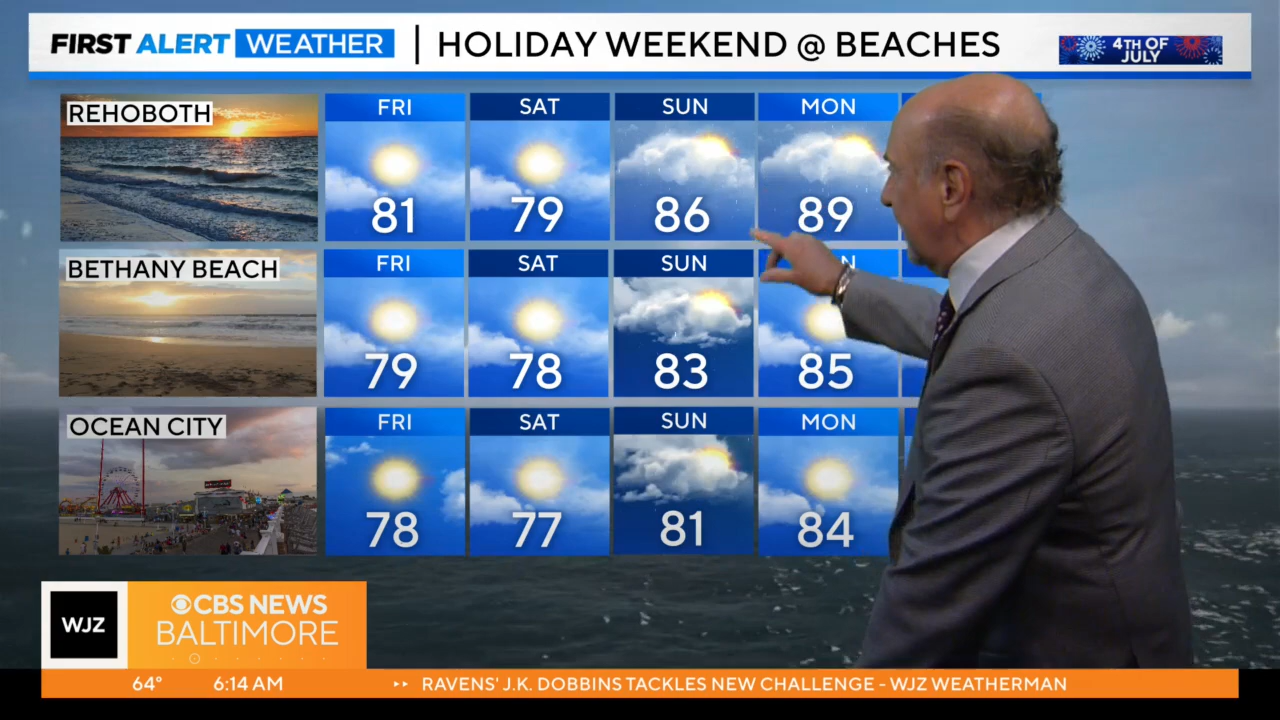 FIRST ALERT WEATHER | HOLIDAY WEEKEND @ BEACHES
4TH OF
JULY
REHOBOTH
FRI SAT SUN MON
81 79 86 89
BETHANY BEACH
FRI SAT SUN
79 78 83 85
OCEAN CITY
FRI SAT SUN MON
78 77 81 84
WJZ
CBS NEWS
BALTIMORE
64° 6:14 AM ▸▸ RAVENS' J.K. DOBBINS TACKLES NEW CHALLENGE - WJZ WEATHERMAN